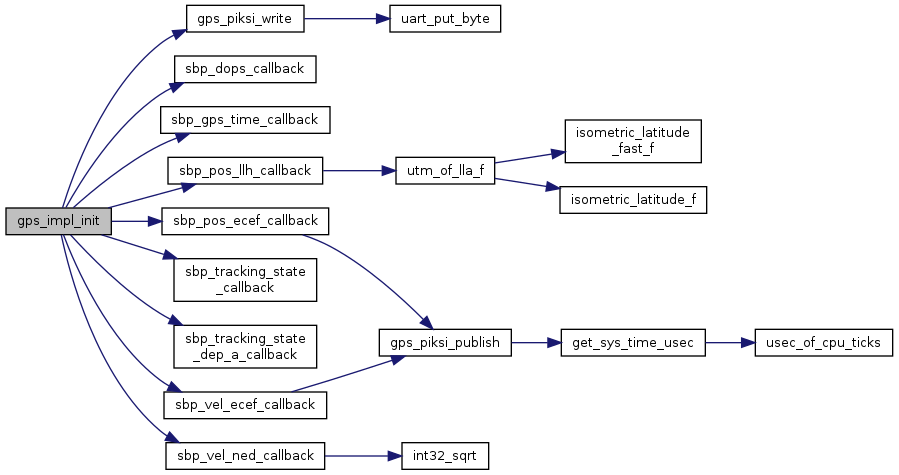 gps_piksi_write
uart_put_byte
sbp_dops_callback
sbp_gps_time_callback
isometric_latitude
_fast_f
sbp_pos_llh_callback
utm_of_lla_f
isometric_latitude_f
gps_impl_init
sbp_pos_ecef_callback
sbp_tracking_state
_callback
sbp_tracking_state
_dep_a_callback
gps_piksi_publish
get_sys_time_usec
usec_of_cpu_ticks
sbp_vel_ecef_callback
sbp_vel_ned_callback
int32_sqrt